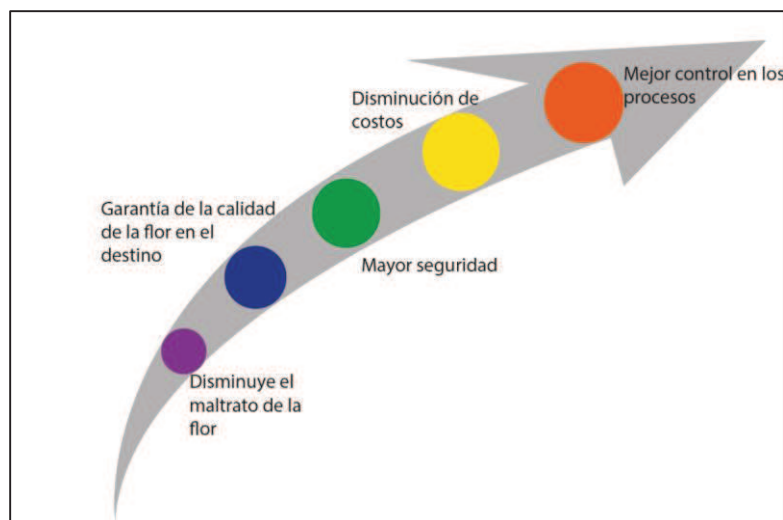 Mejor control en los
procesos
Disminución de
costos
Garantía de la calidad
de la flor en el
destino
Mayor seguridad
Disminuye el
maltrato de la
flor